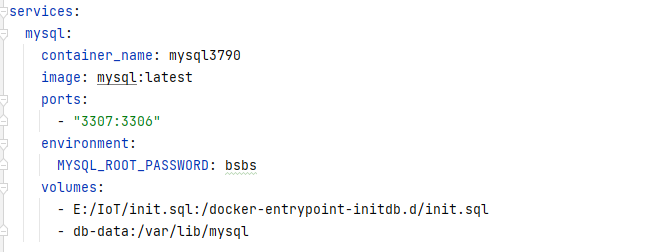 services:
  mysql:
    container_name: mysql3790
    image: mysql:latest
    ports:
      - "3307:3306"
    environment:
      MYSQL_ROOT_PASSWORD: bsbs
    volumes:
      - E:/IoT/init.sql:/docker-entrypoint-initdb.d/init.sql
      - db-data:/var/lib/mysql